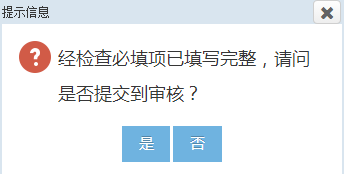 提示信息
经检查必填项已填写完整，请问
是否提交到审核？
是 否